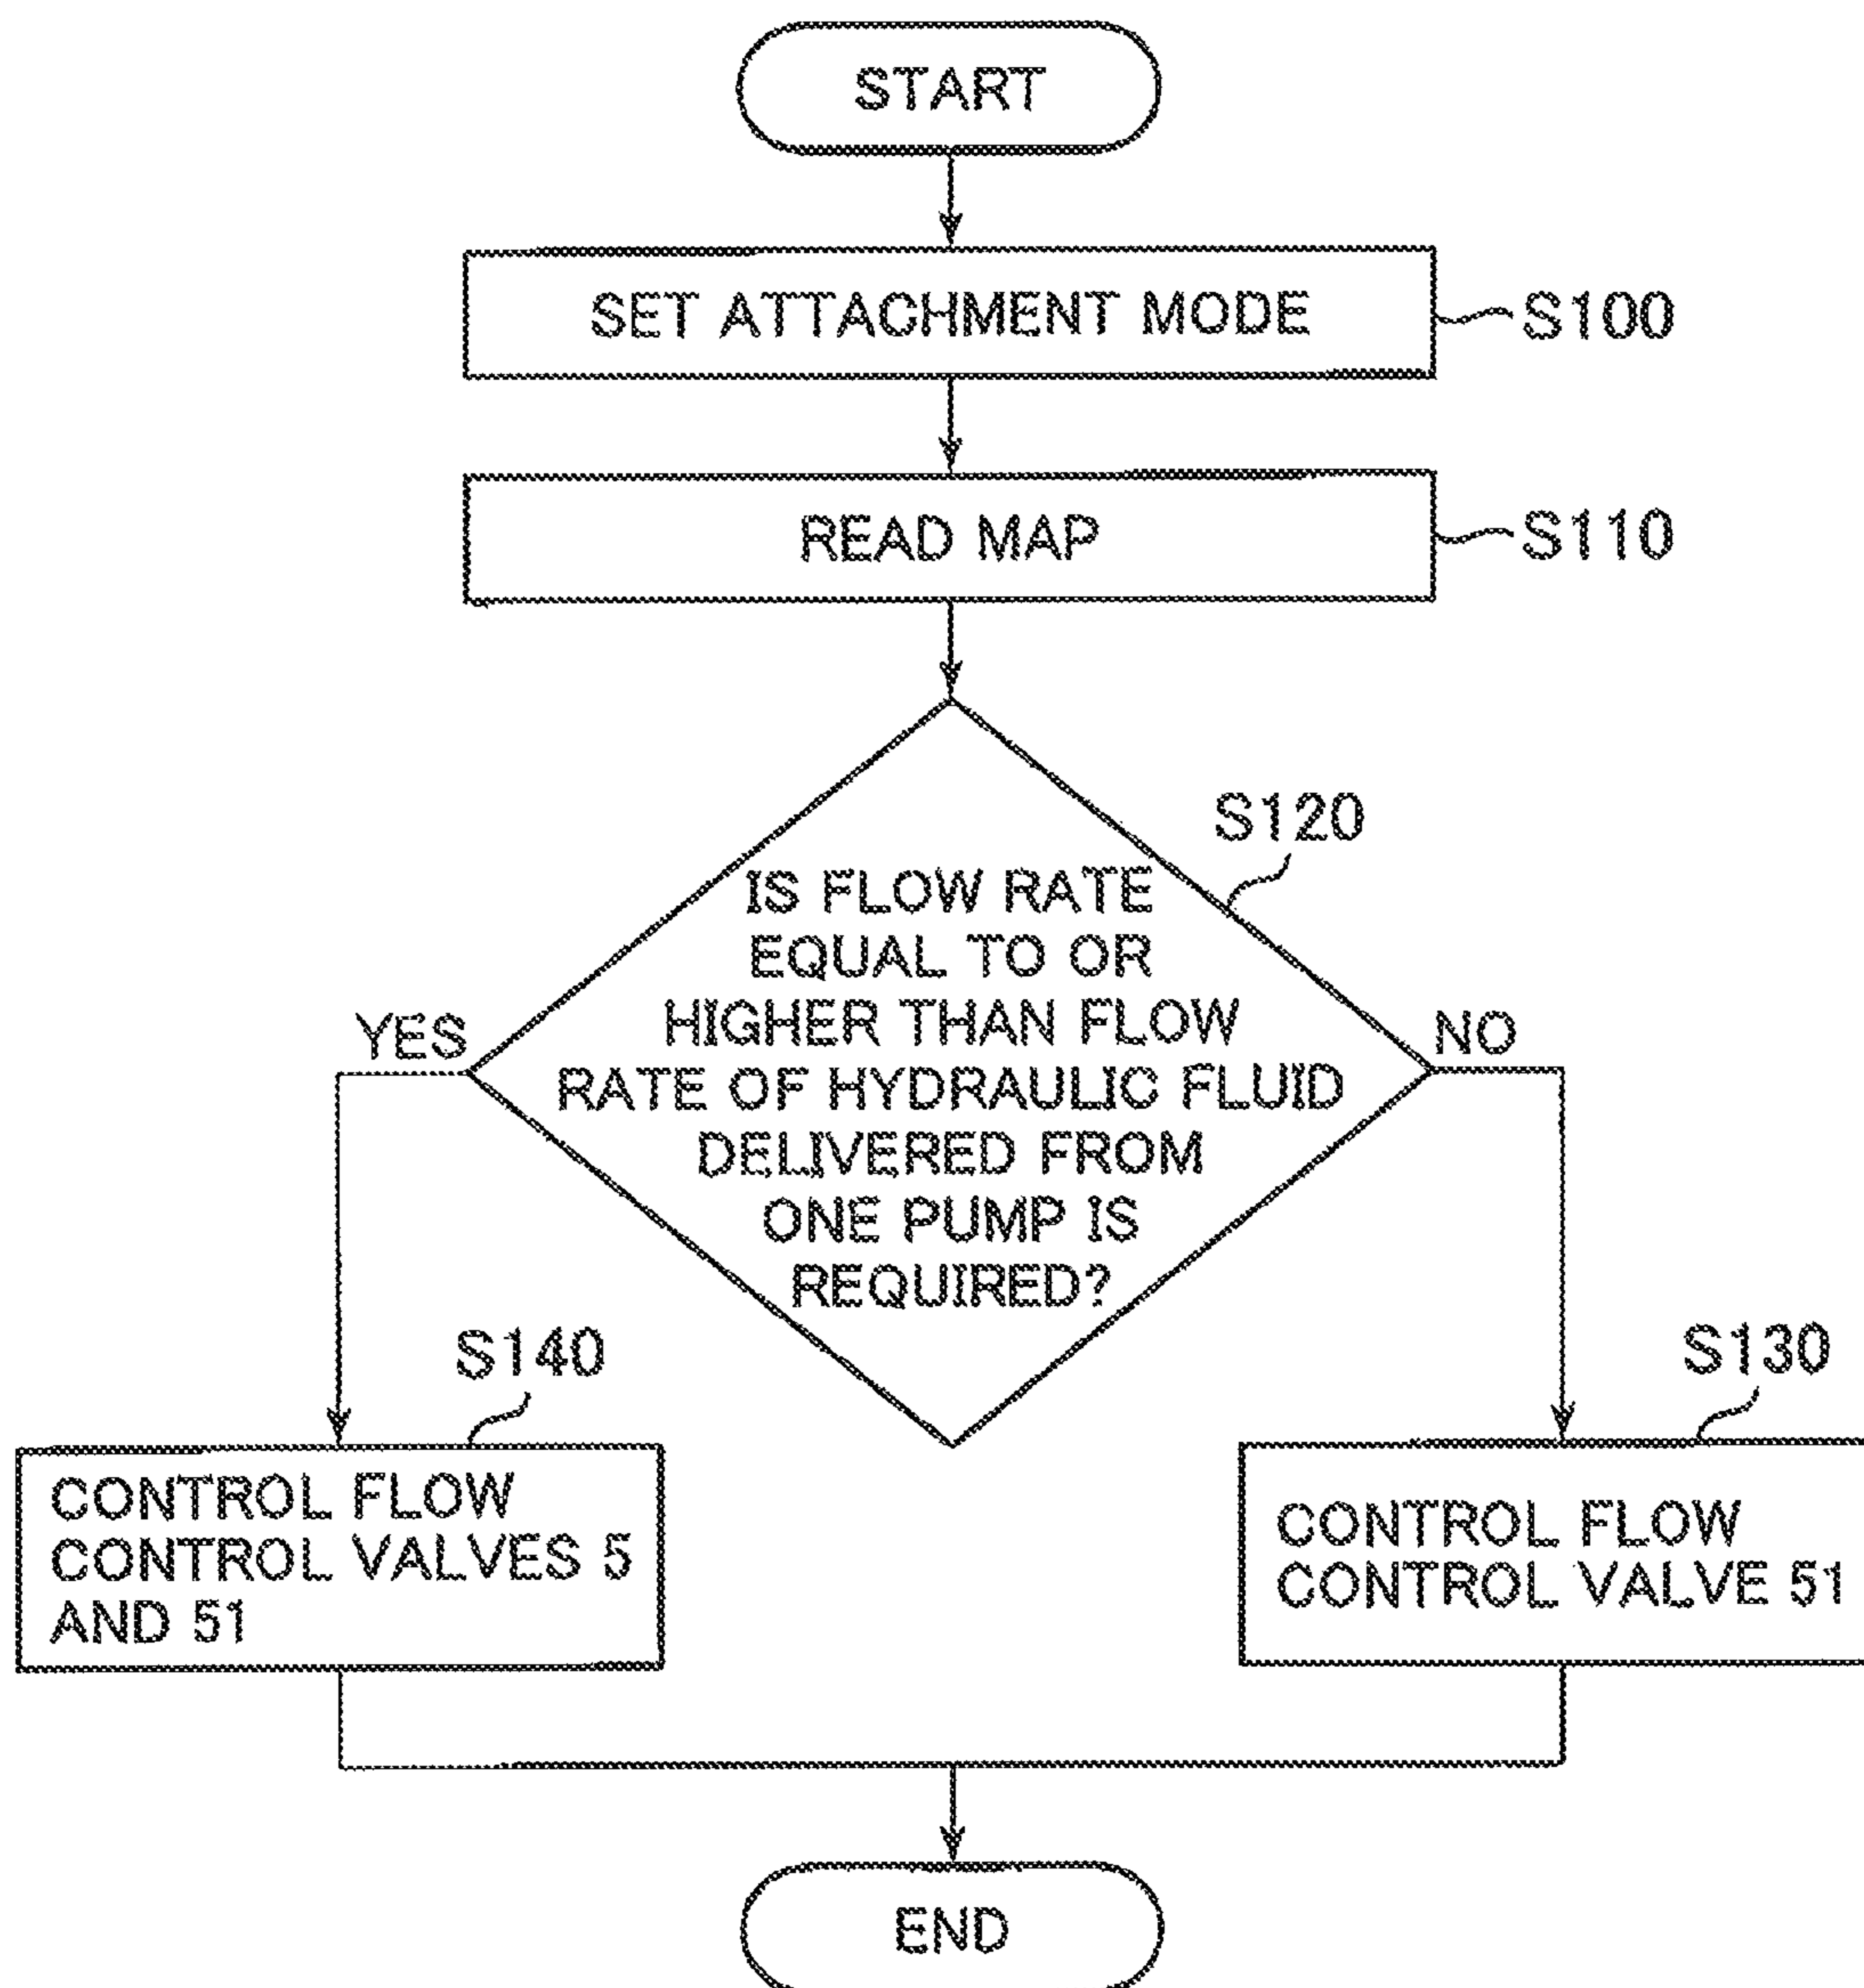 START
SET ATTACHMENT MODE
S100
READ MAP
S110
S120
IS FLOW RATE
EQUAL TO OR
HIGHER THAN FLOW
RATE OF HYDRAULIC FLUID
DELIVERED FROM
ONE PUMP IS
REQUIRED?
YES
NO
S140
CONTROL FLOW
CONTROL VALVES 5
AND 51
S130
CONTROL FLOW
CONTROL VALVE 51
END